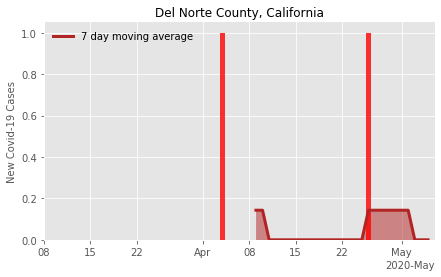 Del Norte County, California
7 day moving average
New Covid-19 Cases
1.0
0.8
0.6
0.4
0.2
0.0
08 15 22 Apr 08 15 22 May
2020-May